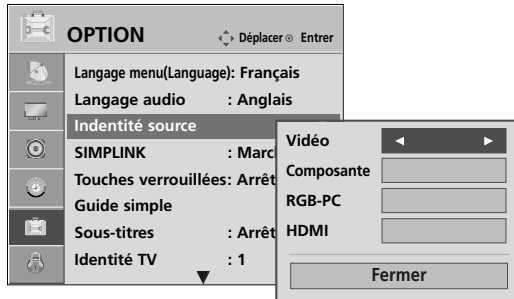 OPTION
Déplacer Entrer
Langage menu(Language): Français
Langage audio : Anglais
Indentité source
SIMPLINK : Marc
Touches verrouillées: Arrêt
Guide simple
Sous-titres : Arrêt
Identité TV : 1
Vidéo
Composante
RGB-PC
HDMI
Fermer